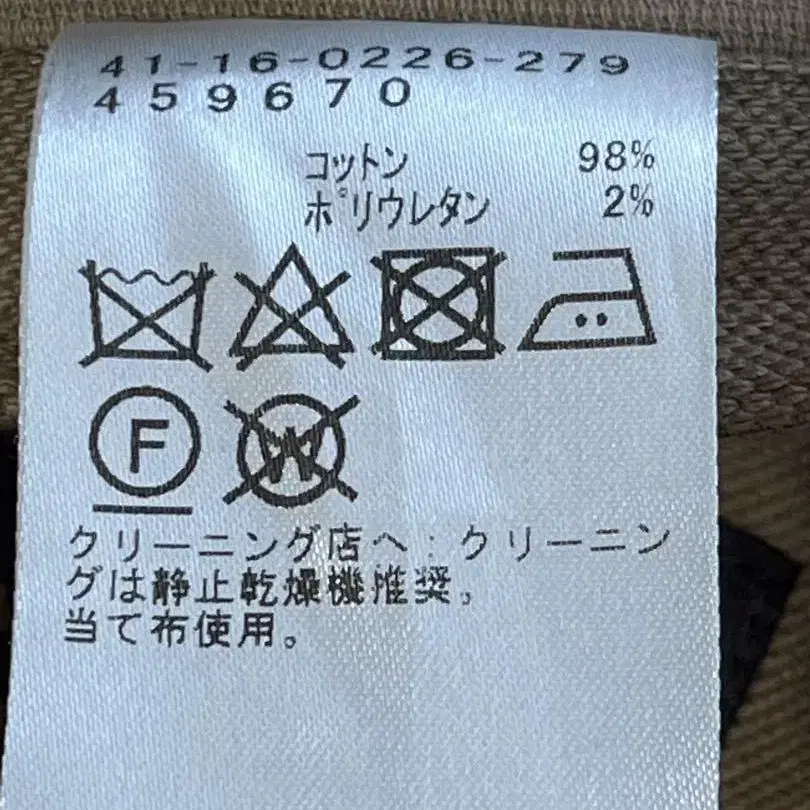 41-16-0226-279
459670
コットン 98%
ポリウレタン 2%
F W
クリーニング店へ:クリーニン
グは静止乾燥機推奨,
当て布使用。